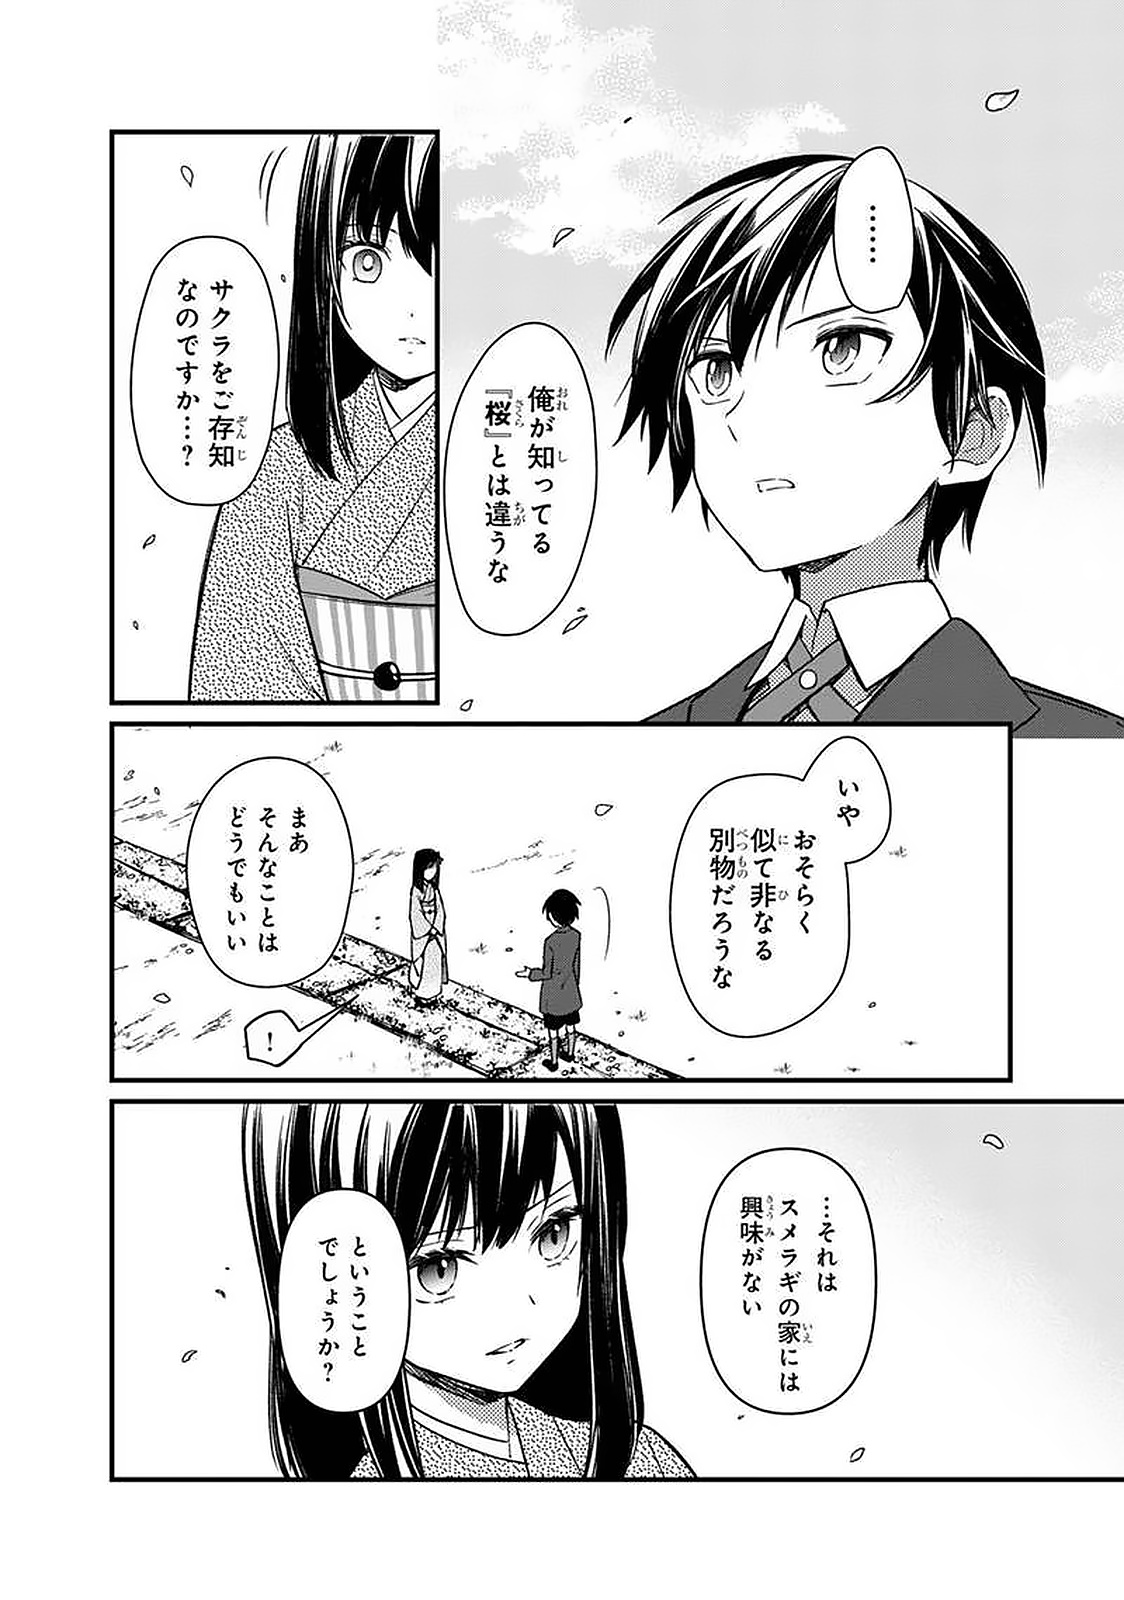 ……
俺が知ってる
『桜』とは違うな
サクラをご存知
なのですか…？
いや
おそらく
似て非なる
別物だろうな
まあ
そんなことは
どうでもいい
！
…それは
スメラギの家には
興味がない
ということ
でしょうか？